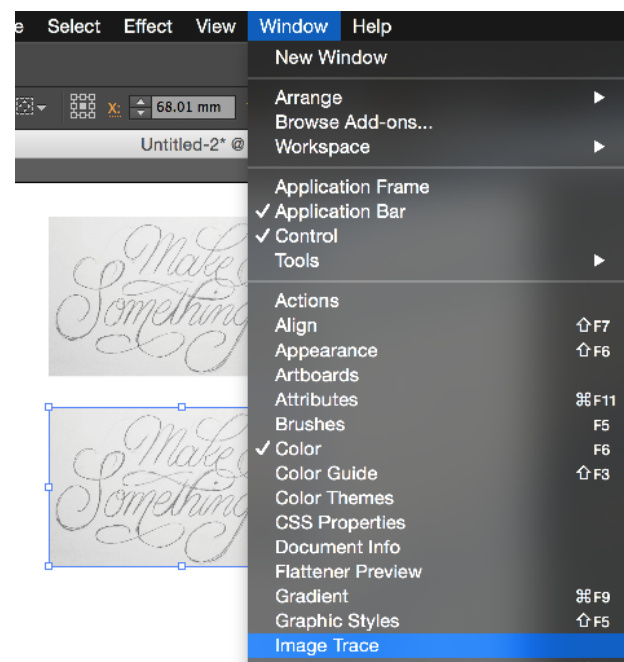 Select Effect View Window Help
New Window
X: 68.01 mm
Arrange
Browse Add-ons...
Untitled-2* @
Workspace
Application Frame
Application Bar
Control
Tools
Actions
Align ⇧F7
Appearance ⇧F6
Artboards
Attributes ⌘F11
Brushes F5
Color F6
Color Guide ⇧F3
Color Themes
CSS Properties
Document Info
Flattener Preview
Gradient ⌘F9
Graphic Styles ⇧F5
Image Trace
Make
Something
Make
Something